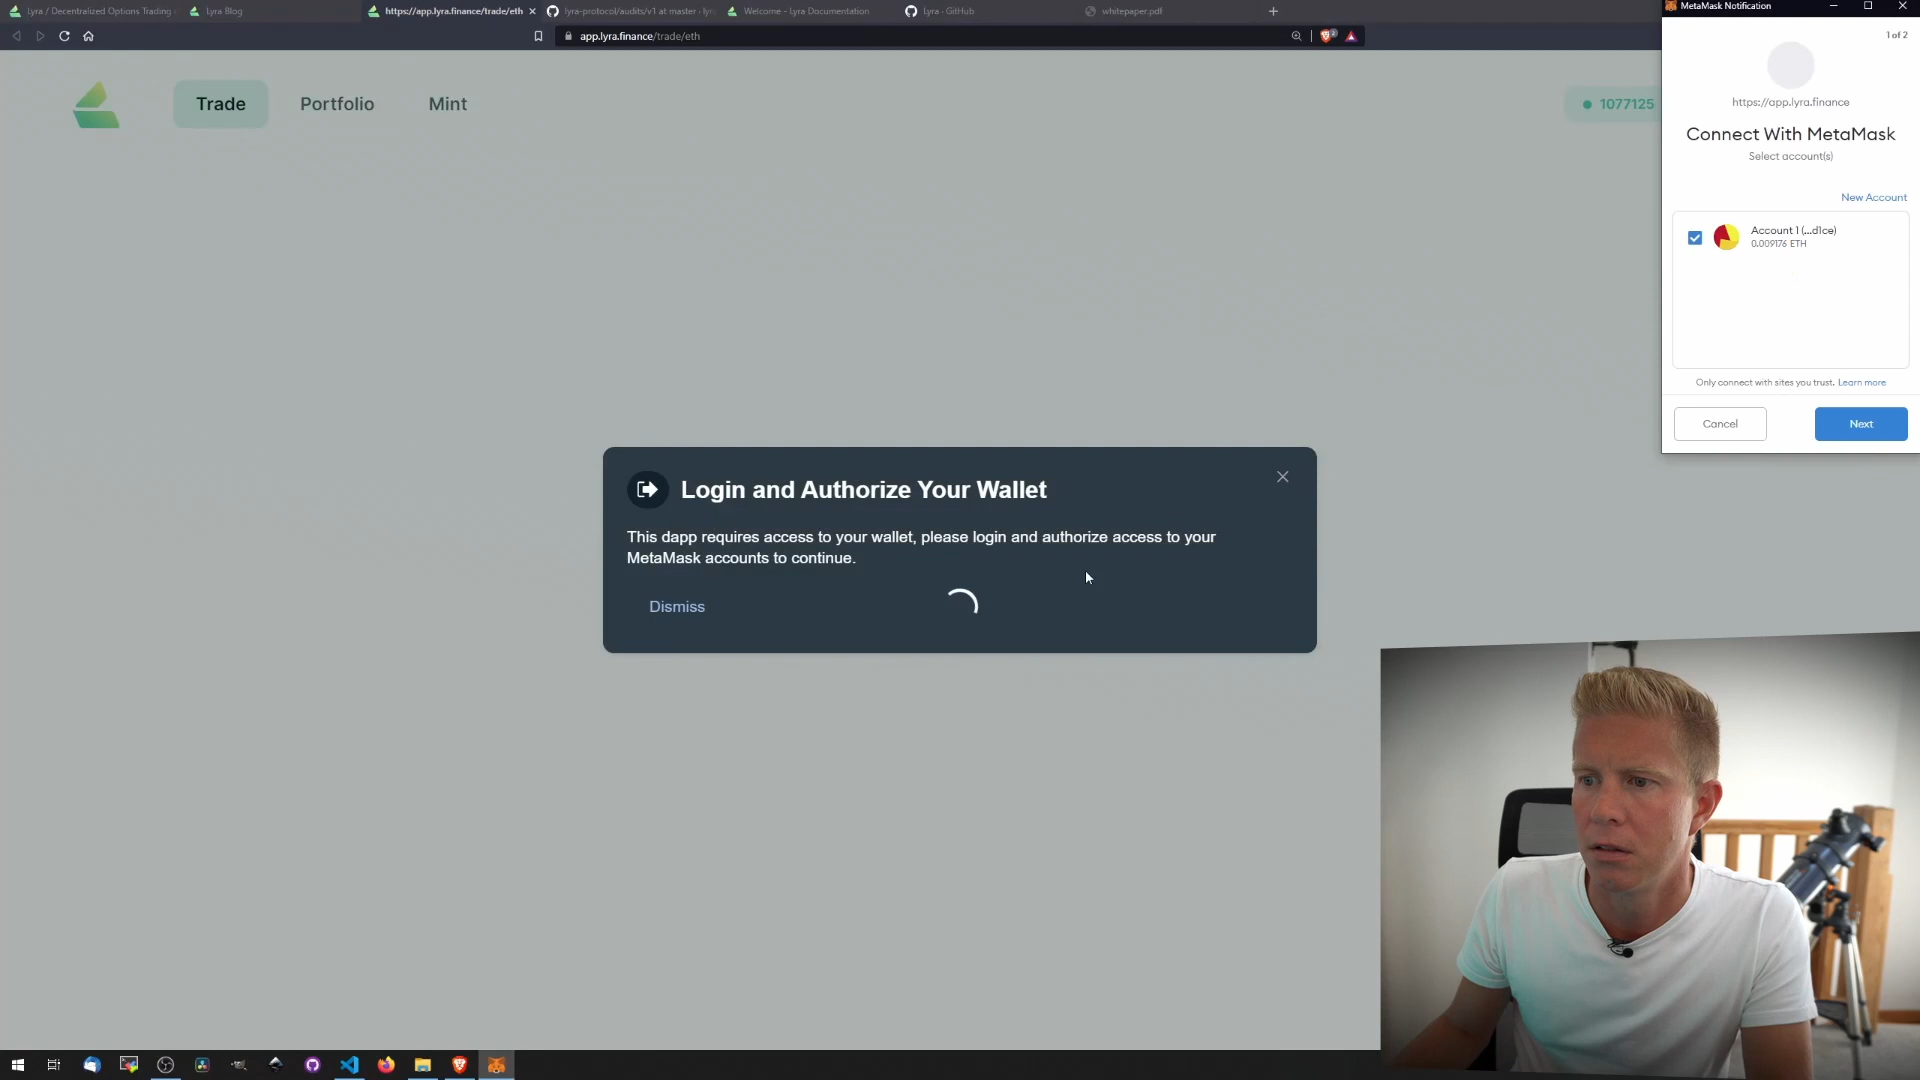 Lyra / Decentralized Options Trading
Lyra Blog
https://app.lyra.finance/trade/eth
lyra-protocol/audits/v1 at master · lyr
Welcome - Lyra Documentation
Lyra · GitHub
whitepaper.pdf
app.lyra.finance/trade/eth
Trade
Portfolio
Mint
1077125
MetaMask Notification
1 of 2
https://app.lyra.finance
Connect With MetaMask
Select account(s)
New Account
Account 1 (...d1ce)
0.009176 ETH
Only connect with sites you trust. Learn more
Cancel
Next
Login and Authorize Your Wallet
This dapp requires access to your wallet, please login and authorize access to your
MetaMask accounts to continue.
Dismiss